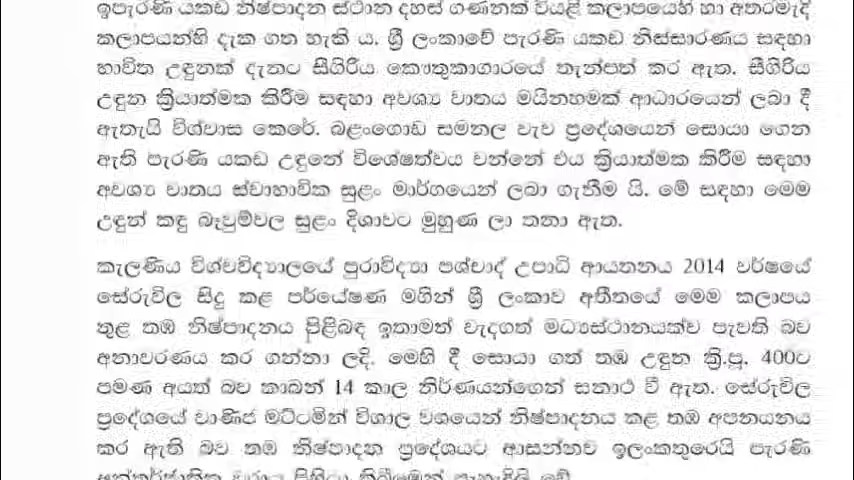 ඉපැරණි යකඩ නිෂ්පාදන ස්ථාන දහස් ගණනක් වියළි කලාපයෙහි හා අතරමැදි
කලාපයන්හි දැක ගත හැකි ය. ශ්‍රී ලංකාවේ පැරණි යකඩ නිස්සාරණය සඳහා
භාවිත උඳුනක් දැනට සීගිරිය කෞතුකාගාරයේ තැන්පත් කර ඇත. සීගිරිය
උඳුන ක්‍රියාත්මක කිරීම සඳහා අවශ්‍ය වාතය මයිනහමක් ආධාරයෙන් ලබා දී
ඇතැයි විශ්වාස කෙරේ. බලංගොඩ සමනල වැව ප්‍රදේශයෙන් සොයා ගෙන
ඇති පැරණි යකඩ උඳුනේ විශේෂත්වය වන්නේ එය ක්‍රියාත්මක කිරීම සඳහා
අවශ්‍ය වාතය ස්වාභාවික සුළං මාර්ගයෙන් ලබා ගැනීම යි. මේ සඳහා මෙම
උඳුන් කඳු බෑවුම්වල සුළං දිශාවට මුහුණ ලා තනා ඇත.
කැලණිය විශ්වවිද්‍යාලයේ පුරාවිද්‍යා පශ්චාද් උපාධි ආයතනය 2014 වර්ෂයේ
සේරුවිල සිදු කළ පර්යේෂණ මගින් ශ්‍රී ලංකාව අතීතයේ මෙම කලාපය
තුළ තඹ නිෂ්පාදනය පිළිබඳ ඉතාමත් වැදගත් මධ්‍යස්ථානයක්ව පැවති බව
අනාවරණය කර ගන්නා ලදි. මෙහි දී සොයා ගත් තඹ උඳුන ක්‍රි.පූ. 400ට
පමණ අයත් බව කාබන් 14 කාල නිර්ණයන්ගෙන් සනාථ වී ඇත. සේරුවිල
ප්‍රදේශයේ වාණිජ මට්ටමින් විශාල වශයෙන් නිෂ්පාදනය කළ තඹ අපනයනය
කර ඇති බව තඹ නිෂ්පාදන ප්‍රදේශයට ආසන්නව ඉලංකතුරෙයි පැරණි
අන්තර්ජාතික වරාය පිහිටා තිබීමෙන් පැහැදිලි වේ.